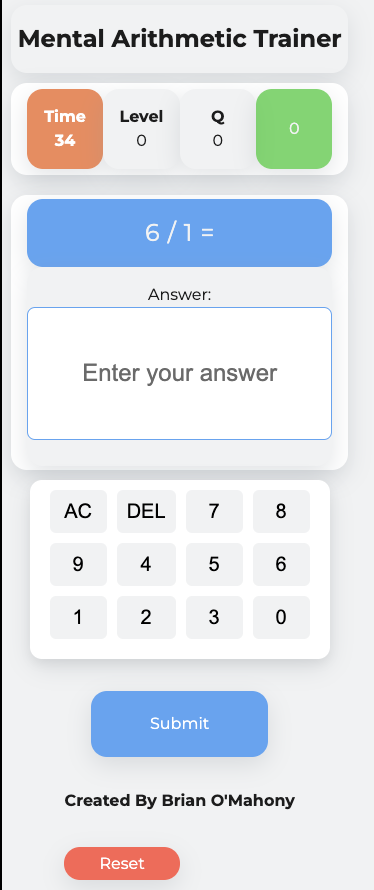 Mental Arithmetic Trainer
Time Level Q
34 0 0 0
6 / 1 =
Answer:
Enter your answer
AC DEL 7 8
9 4 5 6
1 2 3 0
Submit
Created By Brian O'Mahony
Reset